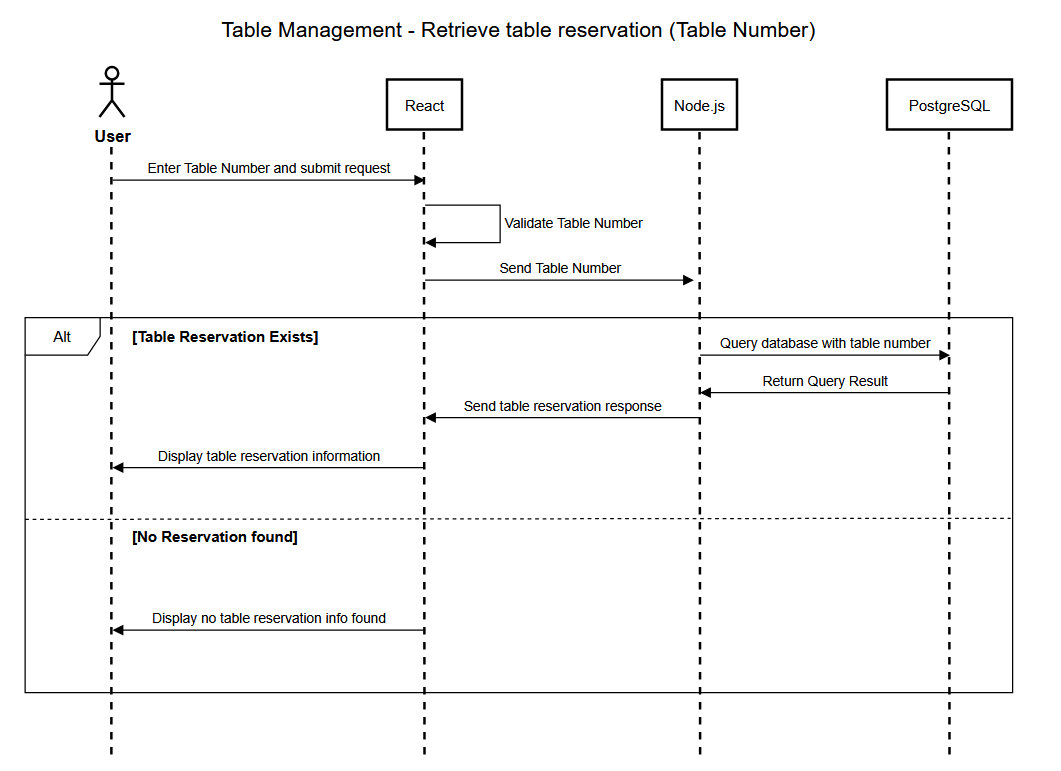 Table Management - Retrieve table reservation (Table Number)
User
React
Node.js
PostgreSQL
Enter Table Number and submit request
Validate Table Number
Send Table Number
Alt
[Table Reservation Exists]
Query database with table number
Return Query Result
Send table reservation response
Display table reservation information
[No Reservation found]
Display no table reservation info found